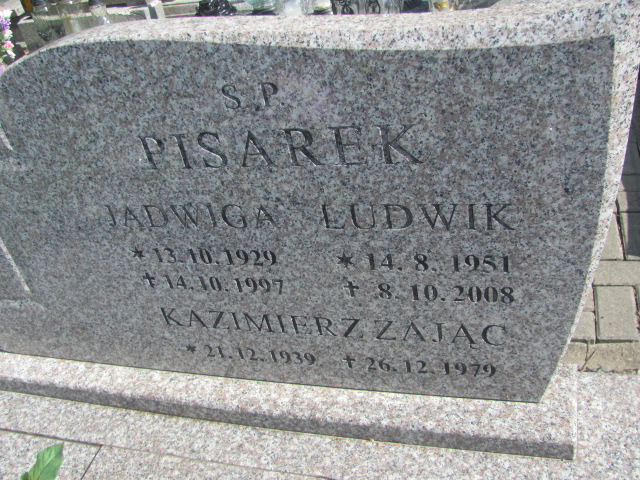 S.P.
PISAREK
JADWIGA LUDWIK
*13.10.1929 *14.8.1951
✝14.10.1997 ✝8.10.2008
KAZIMIERZ ZAJĄC
*21.12.1939 ✝26.12.1979